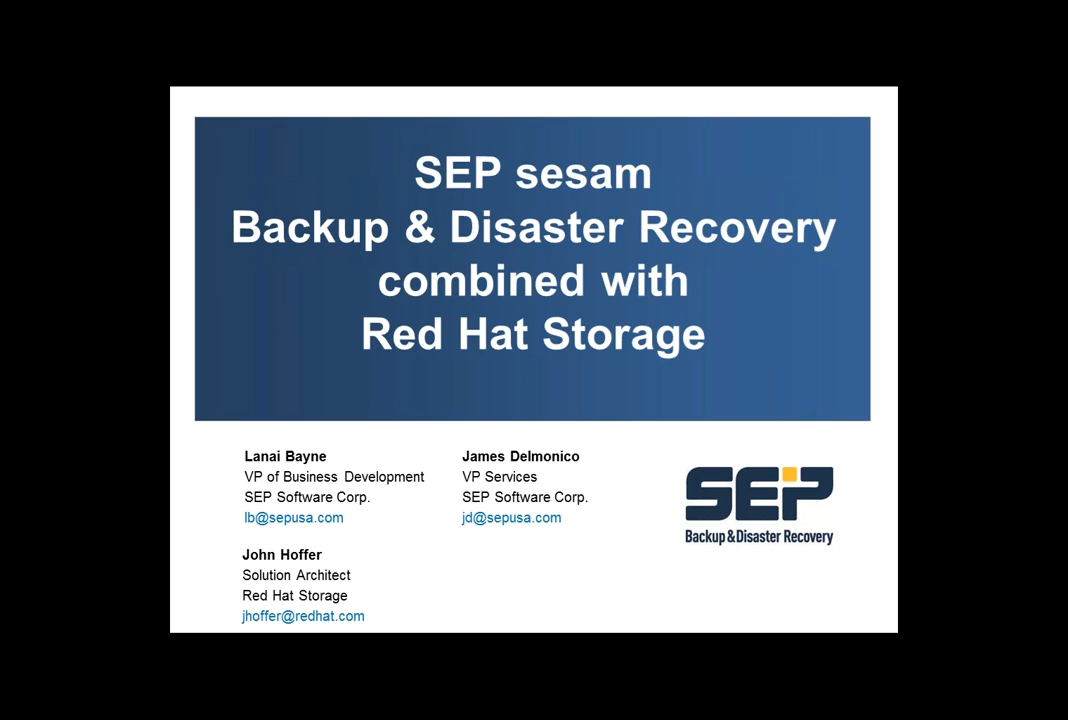 SEP sesam
Backup & Disaster Recovery
combined with
Red Hat Storage
Lanai Bayne
VP of Business Development
SEP Software Corp.
lb@sepusa.com
James Delmonico
VP Services
SEP Software Corp.
jd@sepusa.com
John Hoffer
Solution Architect
Red Hat Storage
jhoffer@redhat.com
SEP
Backup & Disaster Recovery